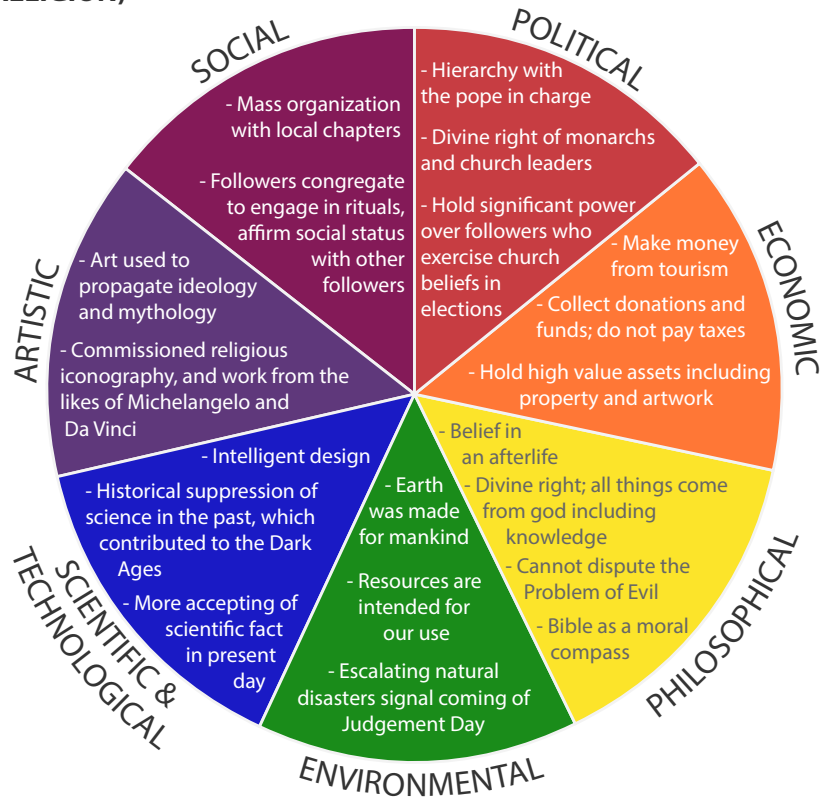 SOCIAL
- Mass organization
with local chapters
- Followers congregate
to engage in rituals,
affirm social status
with other
followers
POLITICAL
- Hierarchy with
the pope in charge
- Divine right of monarchs
and church leaders
- Hold significant power
over followers who
exercise church
beliefs in
elections
ECONOMIC
- Make money
from tourism
- Collect donations and
funds; do not pay taxes
- Hold high value assets including
property and artwork
PHILOSOPHICAL
- Belief in
an afterlife
- Divine right; all things come
from god including
knowledge
- Cannot dispute the
Problem of Evil
- Bible as a moral
compass
ENVIRONMENTAL
- Earth
was made
for mankind
- Resources are
intended for
our use
- Escalating natural
disasters signal coming of
Judgement Day
SCIENTIFIC &
TECHNOLOGICAL
- Intelligent design
- Historical suppression of
science in the past, which
contributed to the Dark
Ages
- More accepting of
scientific fact
in present
day
ARTISTIC
- Art used to
propagate ideology
and mythology
- Commissioned religious
iconography, and work from the
likes of Michelangelo and
Da Vinci